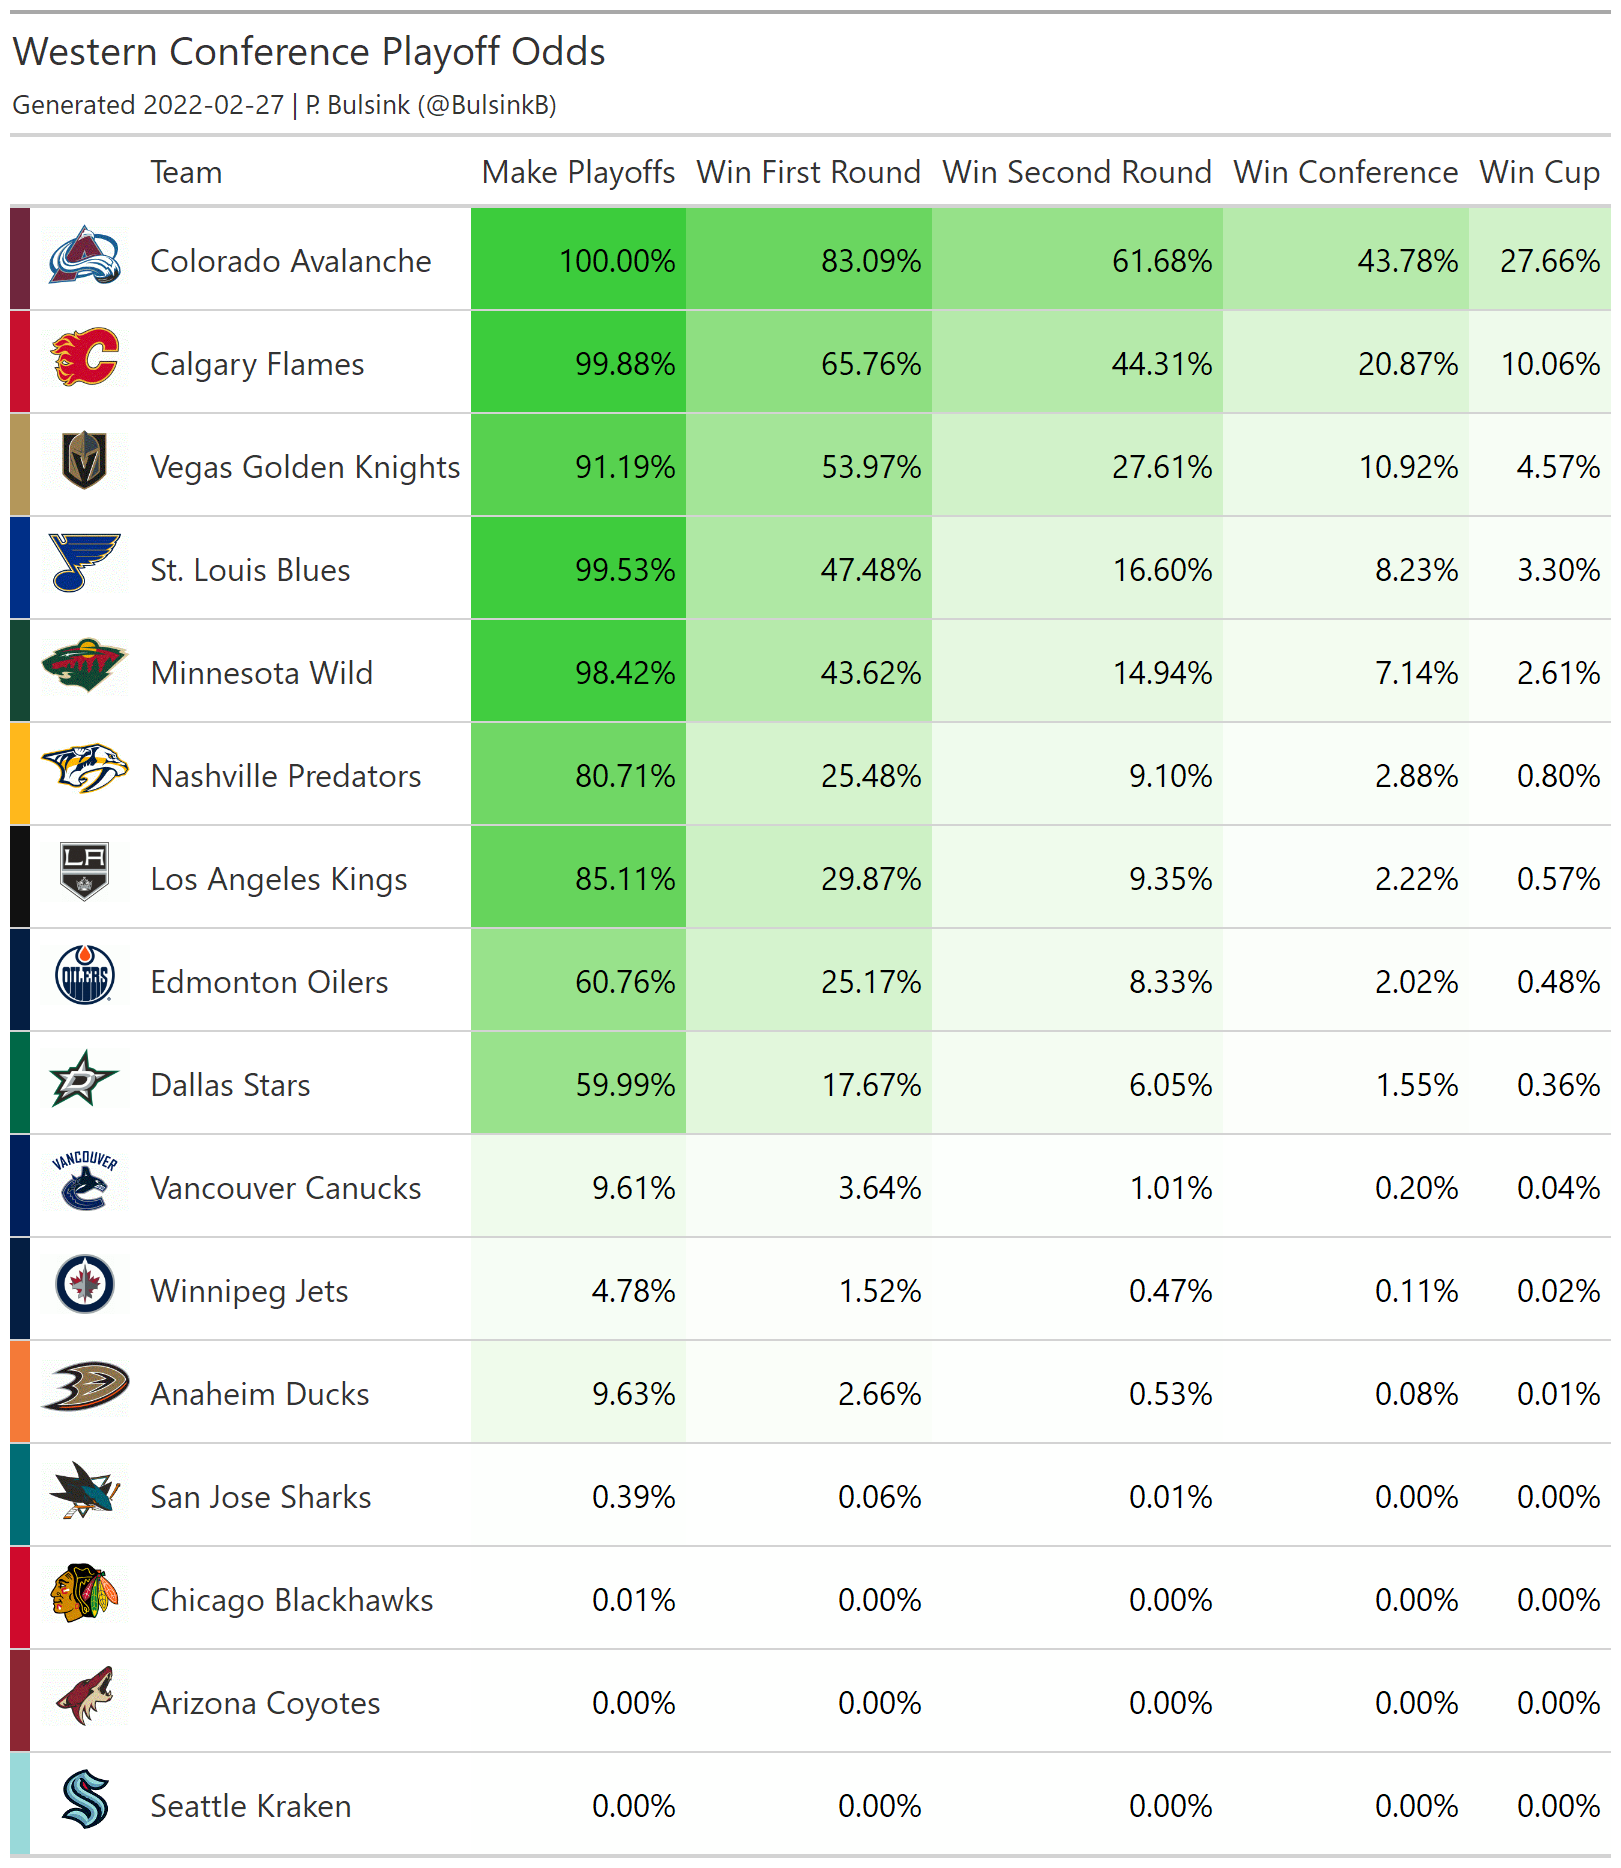 Western Conference Playoff Odds
Generated 2022-02-27 | P. Bulsink (@BulsinkB)
Team Make Playoffs Win First Round Win Second Round Win Conference Win Cup
Colorado Avalanche 100.00% 83.09% 61.68% 43.78% 27.66%
Calgary Flames 99.88% 65.76% 44.31% 20.87% 10.06%
Vegas Golden Knights 91.19% 53.97% 27.61% 10.92% 4.57%
St. Louis Blues 99.53% 47.48% 16.60% 8.23% 3.30%
Minnesota Wild 98.42% 43.62% 14.94% 7.14% 2.61%
Nashville Predators 80.71% 25.48% 9.10% 2.88% 0.80%
LA
Los Angeles Kings 85.11% 29.87% 9.35% 2.22% 0.57%
OILERS
Edmonton Oilers 60.76% 25.17% 8.33% 2.02% 0.48%
D
Dallas Stars 59.99% 17.67% 6.05% 1.55% 0.36%
VANCOUVER
Vancouver Canucks 9.61% 3.64% 1.01% 0.20% 0.04%
Winnipeg Jets 4.78% 1.52% 0.47% 0.11% 0.02%
Anaheim Ducks 9.63% 2.66% 0.53% 0.08% 0.01%
San Jose Sharks 0.39% 0.06% 0.01% 0.00% 0.00%
Chicago Blackhawks 0.01% 0.00% 0.00% 0.00% 0.00%
Arizona Coyotes 0.00% 0.00% 0.00% 0.00% 0.00%
Seattle Kraken 0.00% 0.00% 0.00% 0.00% 0.00%